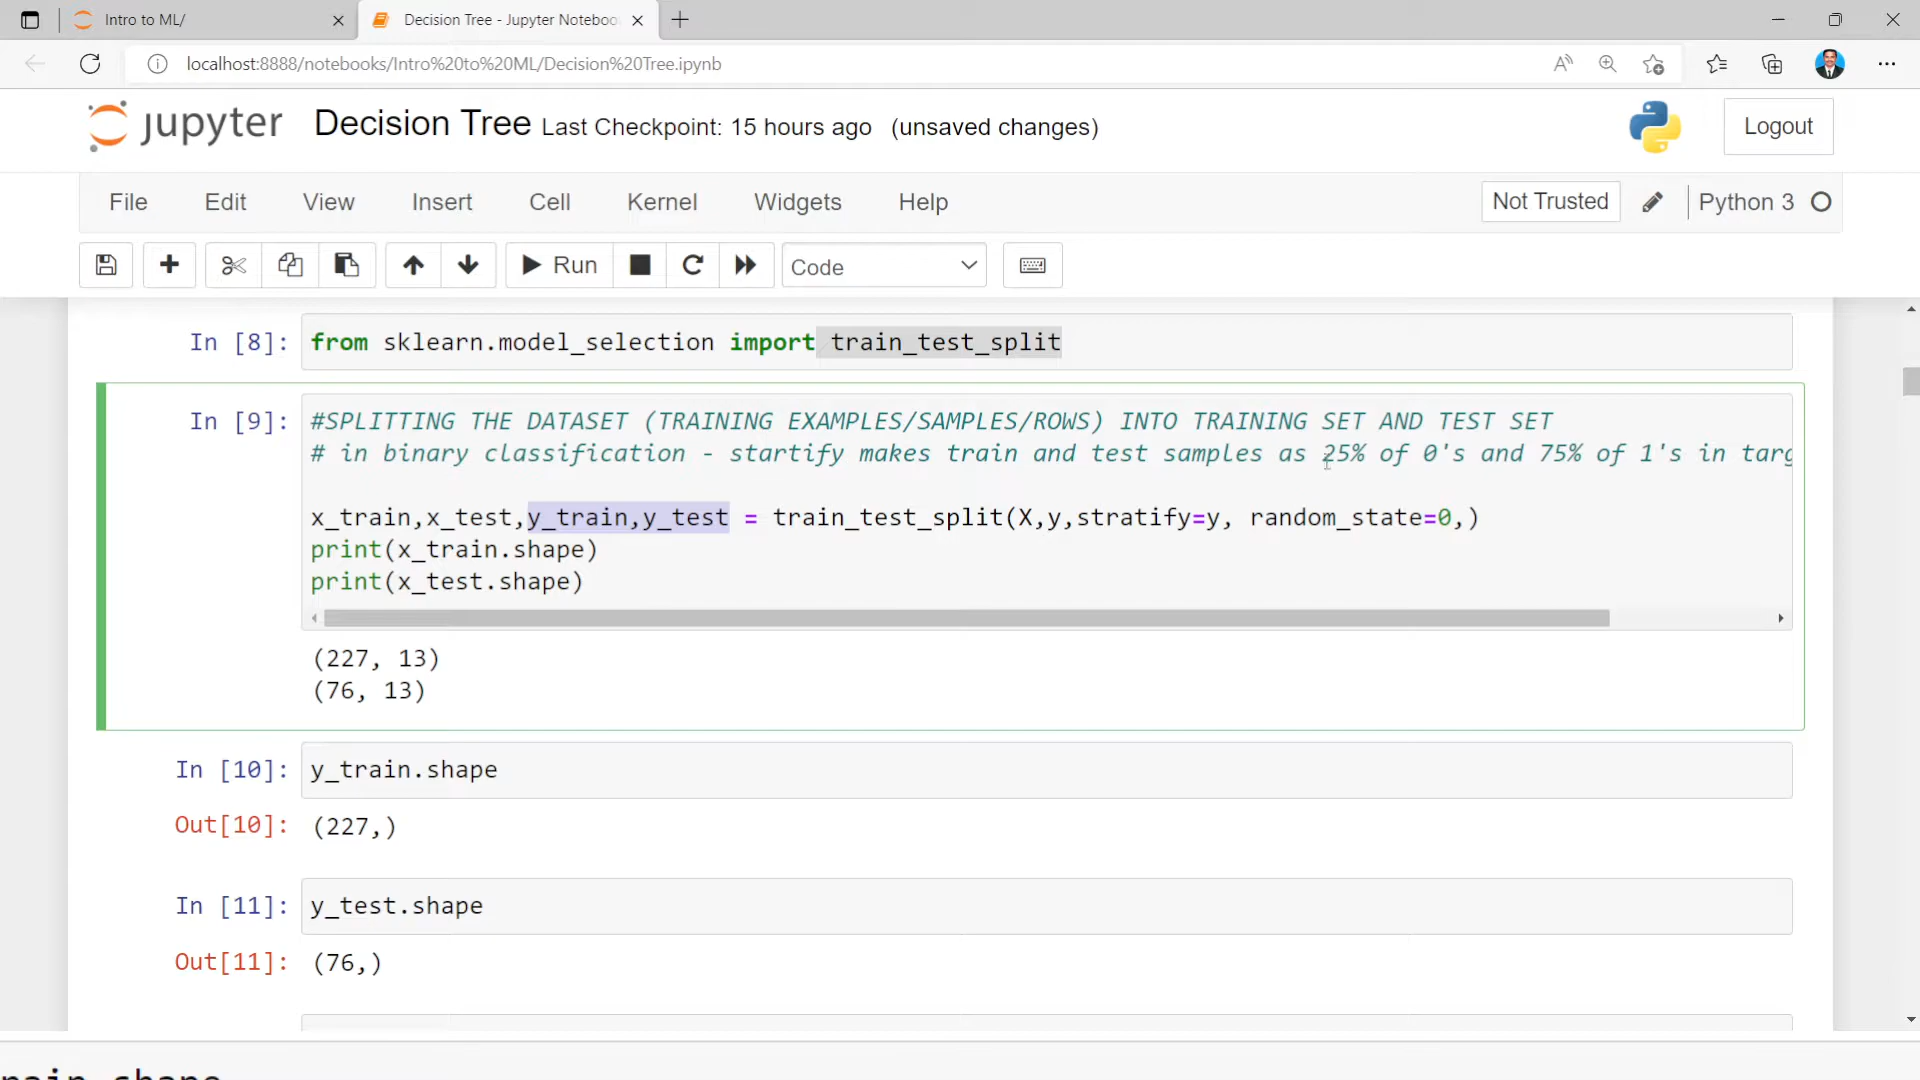 Intro to ML/
Decision Tree - Jupyter Noteboo
localhost:8888/notebooks/Intro%20to%20ML/Decision%20Tree.ipynb
jupyter Decision Tree Last Checkpoint: 15 hours ago (unsaved changes)
Logout
File Edit View Insert Cell Kernel Widgets Help
Not Trusted
Python 3
Run
Code
In [8]: from sklearn.model_selection import train_test_split
In [9]: #SPLITTING THE DATASET (TRAINING EXAMPLES/SAMPLES/ROWS) INTO TRAINING SET AND TEST SET
# in binary classification - startify makes train and test samples as 25% of 0's and 75% of 1's in targ
x_train,x_test,y_train,y_test = train_test_split(X,y,stratify=y, random_state=0,)
print(x_train.shape)
print(x_test.shape)
(227, 13)
(76, 13)
In [10]: y_train.shape
Out[10]: (227,)
In [11]: y_test.shape
Out[11]: (76,)